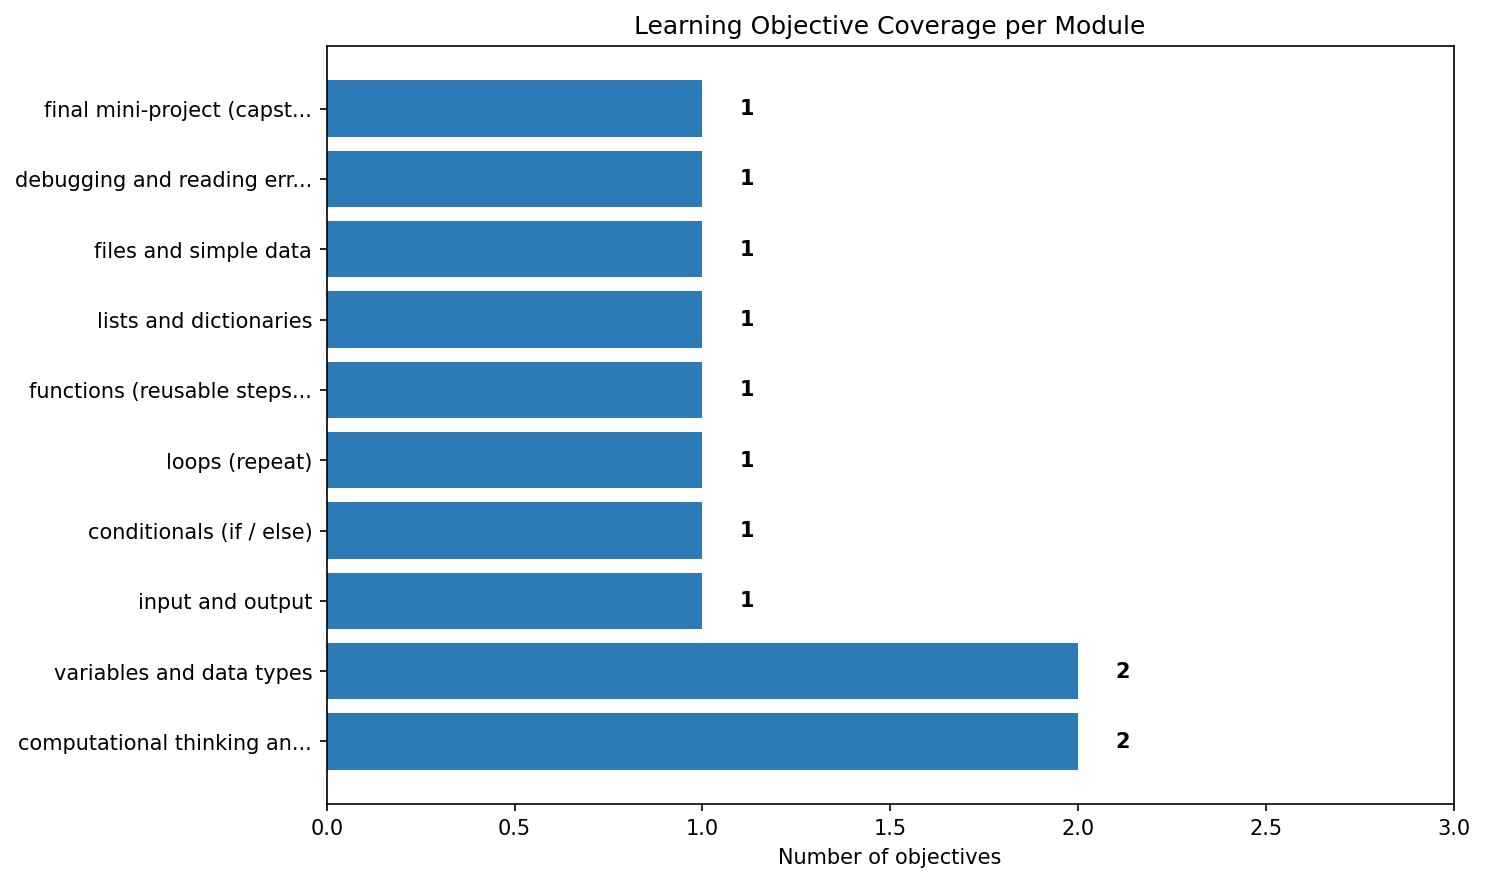 Learning Objective Coverage per Module
final mini-project (capst... 1
debugging and reading err... 1
files and simple data 1
lists and dictionaries 1
functions (reusable steps... 1
loops (repeat) 1
conditionals (if / else) 1
input and output 1
variables and data types 2
computational thinking an... 2
0.0 0.5 1.0 1.5 2.0 2.5 3.0
Number of objectives